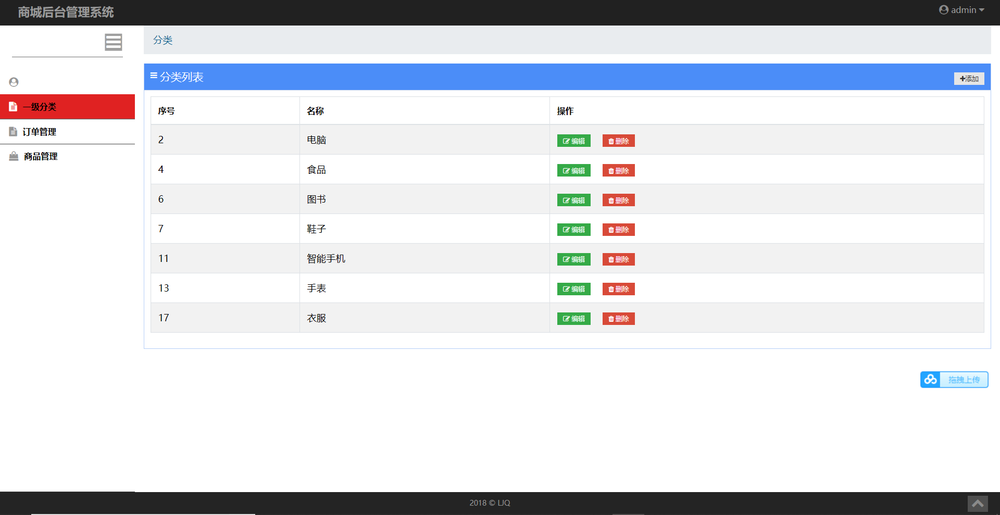 商城后台管理系统
admin
分类
分类列表
添加
一级分类
订单管理
商品管理
序号 名称 操作
2 电脑 编辑 删除
4 食品 编辑 删除
6 图书 编辑 删除
7 鞋子 编辑 删除
11 智能手机 编辑 删除
13 手表 编辑 删除
17 衣服 编辑 删除
拖拽上传
2018 © LJQ